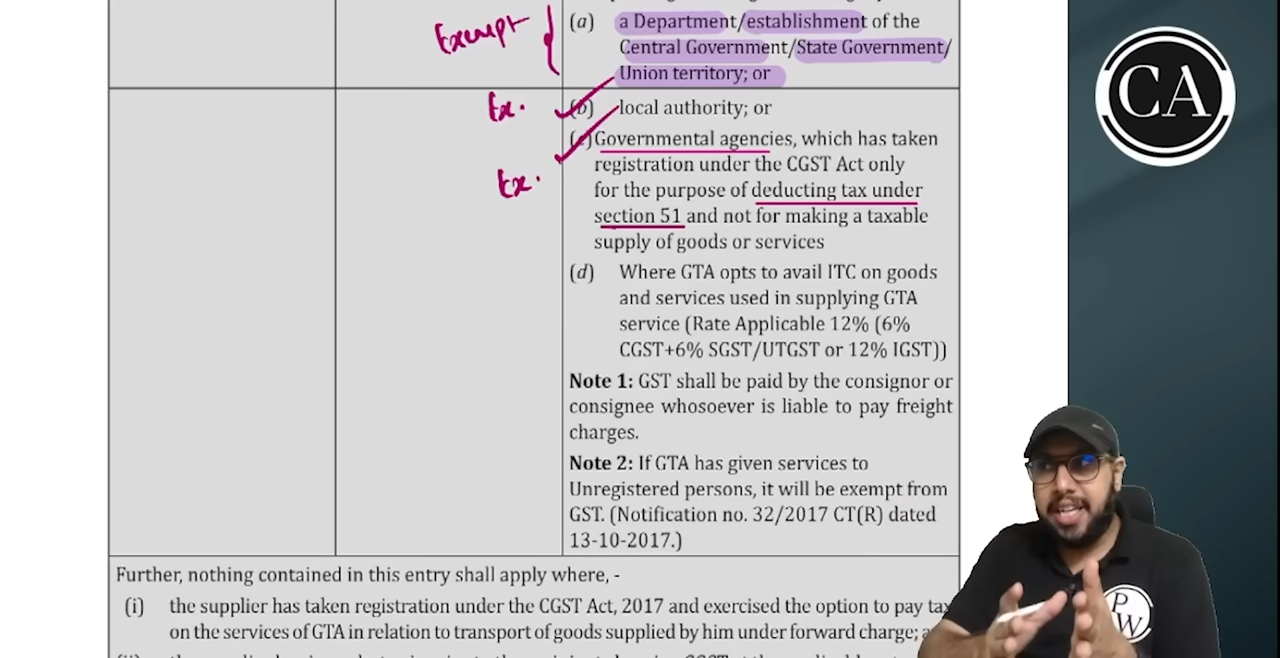 Exempt
(a) a Department/establishment of the
Central Government/State Government/
Union territory; or
Ex.
(b) local authority; or
(c) Governmental agencies, which has taken
registration under the CGST Act only
Ex.
for the purpose of deducting tax under
section 51 and not for making a taxable
supply of goods or services
(d) Where GTA opts to avail ITC on goods
and services used in supplying GTA
service (Rate Applicable 12% (6%
CGST+6% SGST/UTGST or 12% IGST))
Note 1: GST shall be paid by the consignor or
consignee whosoever is liable to pay freight
charges.
Note 2: If GTA has given services to
Unregistered persons, it will be exempt from
GST. (Notification no. 32/2017 CT(R) dated
13-10-2017.)
Further, nothing contained in this entry shall apply where, -
(i) the supplier has taken registration under the CGST Act, 2017 and exercised the option to pay tax
on the services of GTA in relation to transport of goods supplied by him under forward charge;
CA
P
W